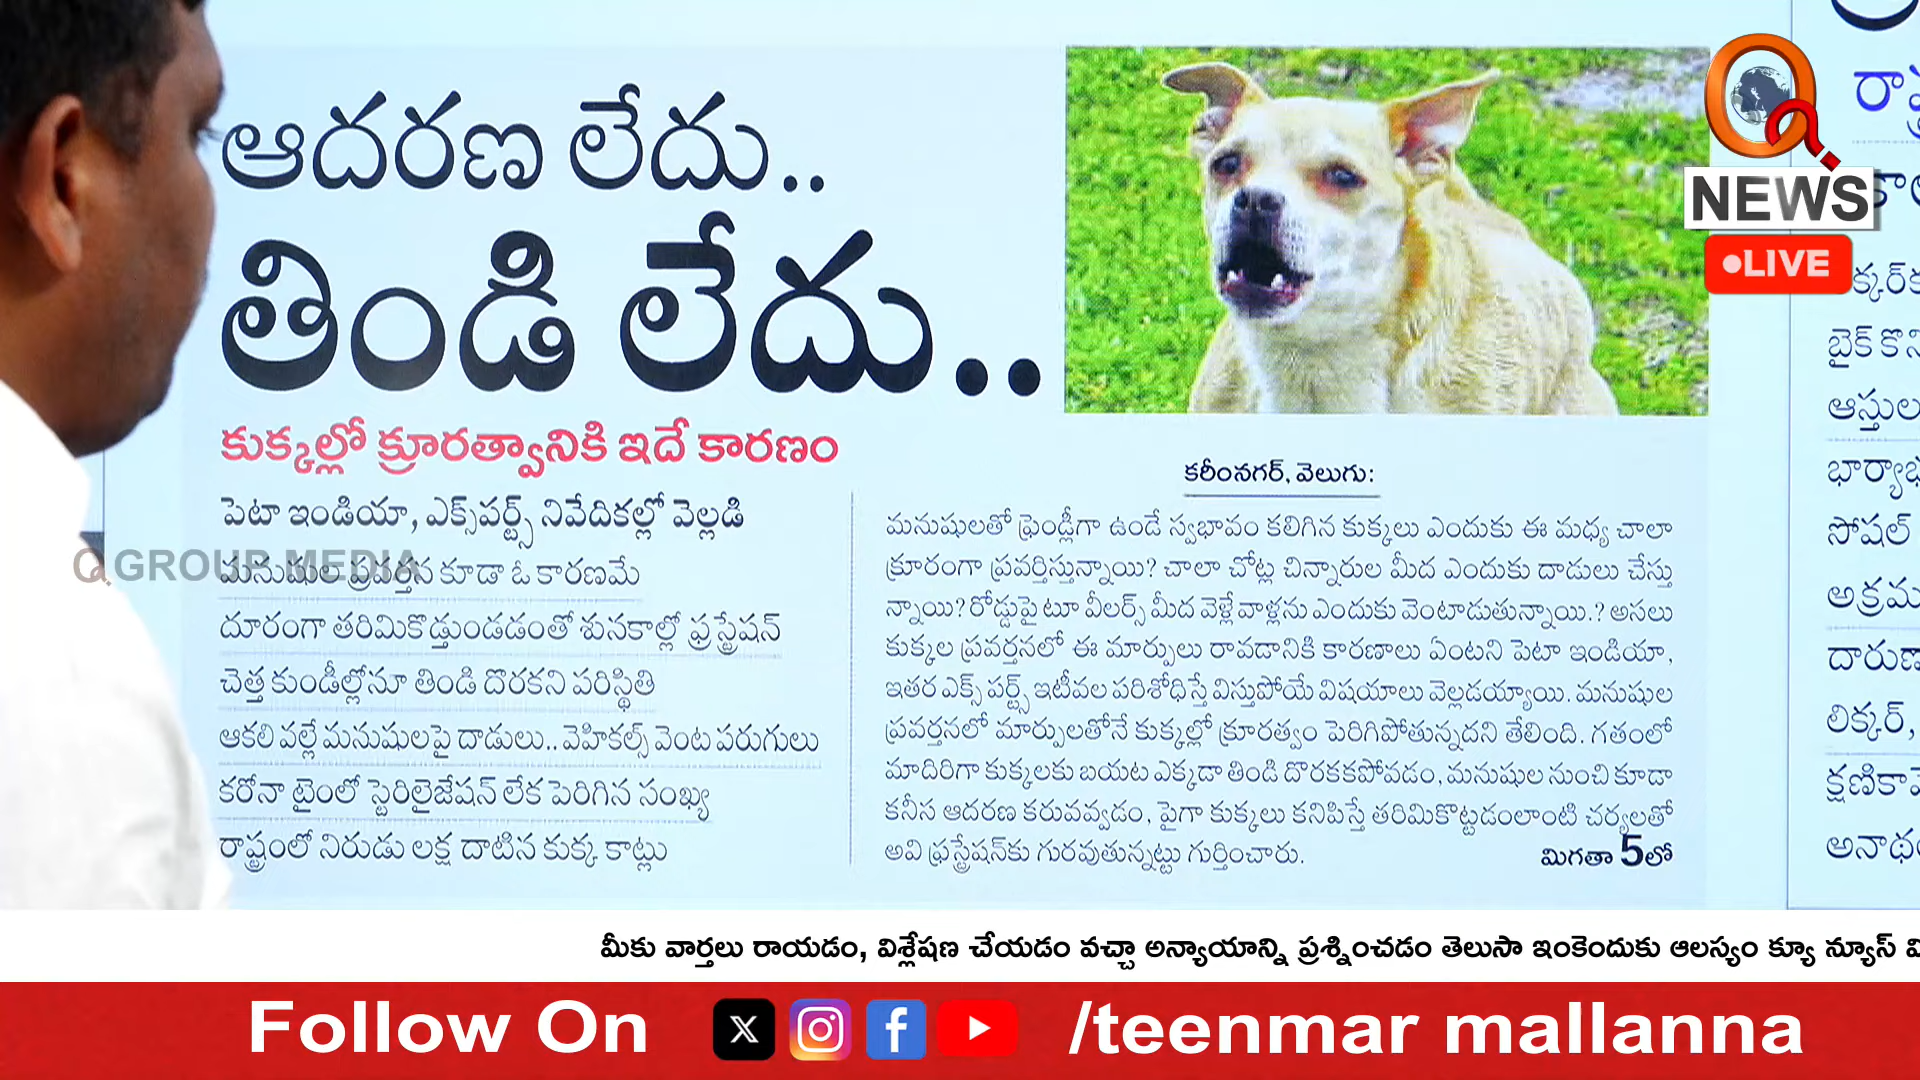 ఆదరణ లేదు..
తిండి లేదు..
కుక్కల్లో క్రూరత్వానికి ఇదే కారణం
పెటా ఇండియా, ఎక్స్‌పర్ట్స్ నివేదికల్లో వెల్లడి
మనుషుల ప్రవర్తన కూడా ఓ కారణమే
దూరంగా తరిమికొడ్తుండడంతో శునకాల్లో ఫ్రస్ట్రేషన్
చెత్త కుండీల్లోనూ తిండి దొరకని పరిస్థితి
ఆకలి వల్లే మనుషులపై దాడులు.. వెహికల్స్ వెంట పరుగులు
కరోనా టైంలో స్టెరిలైజేషన్ లేక పెరిగిన సంఖ్య
రాష్ట్రంలో నిరుడు లక్ష దాటిన కుక్క కాట్లు
కరీంనగర్, వెలుగు:
మనుషులతో ఫ్రెండ్లీగా ఉండే స్వభావం కలిగిన కుక్కలు ఎందుకు ఈ మధ్య చాలా
క్రూరంగా ప్రవర్తిస్తున్నాయి? చాలా చోట్ల చిన్నారుల మీద ఎందుకు దాడులు చేస్తు
న్నాయి? రోడ్డుపై టూ వీలర్స్ మీద వెళ్లే వాళ్లను ఎందుకు వెంటాడుతున్నాయి.? అసలు
కుక్కల ప్రవర్తనలో ఈ మార్పులు రావడానికి కారణాలు ఏంటని పెటా ఇండియా,
ఇతర ఎక్స్ పర్ట్స్ ఇటీవల పరిశోధిస్తే విస్తుపోయే విషయాలు వెల్లడయ్యాయి. మనుషుల
ప్రవర్తనలో మార్పులతోనే కుక్కల్లో క్రూరత్వం పెరిగిపోతున్నదని తేలింది. గతంలో
మాదిరిగా కుక్కలకు బయట ఎక్కడా తిండి దొరకకపోవడం, మనుషుల నుంచి కూడా
కనీస ఆదరణ కరువవ్వడం, పైగా కుక్కలు కనిపిస్తే తరిమికొట్టడంలాంటి చర్యలతో
అవి ఫ్రస్ట్రేషన్‌కు గురవుతున్నట్టు గుర్తించారు.
మిగతా 5లో
Q GROUP MEDIA
Q NEWS
LIVE
బైక్ కొ
ఆస్తుల
సోషల్
అక్రమ
దారుణ
లిక్కర్,
మీకు వార్తలు రాయడం, విశ్లేషణ చేయడం వచ్చా అన్యాయాన్ని ప్రశ్నించడం తెలుసా ఇంకెందుకు ఆలస్యం క్యూ న్యూస్
Follow On
/teenmar mallanna